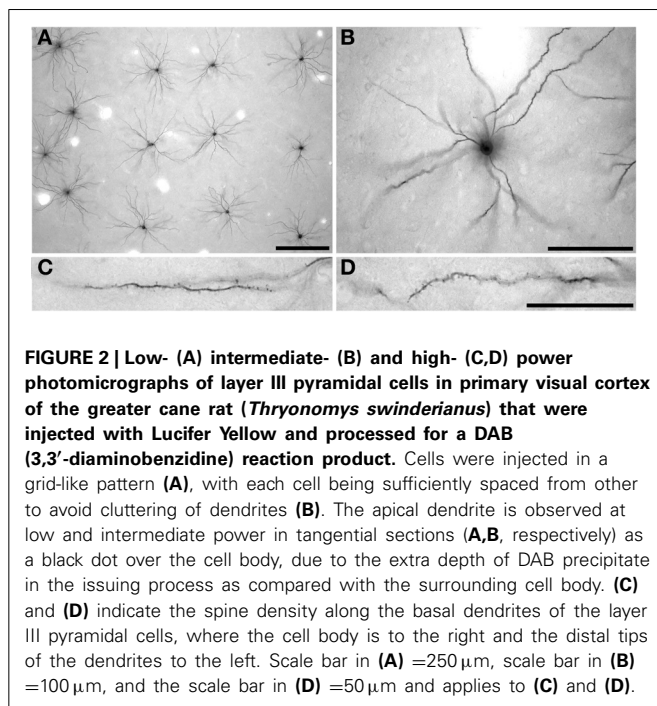 A
B
C
D
FIGURE 2 | Low- (A) intermediate- (B) and high- (C,D) power
photomicrographs of layer III pyramidal cells in primary visual cortex
of the greater cane rat (Thryonomys swinderianus) that were
injected with Lucifer Yellow and processed for a DAB
(3,3′-diaminobenzidine) reaction product. Cells were injected in a
grid-like pattern (A), with each cell being sufficiently spaced from other
to avoid cluttering of dendrites (B). The apical dendrite is observed at
low and intermediate power in tangential sections (A,B, respectively) as
a black dot over the cell body, due to the extra depth of DAB precipitate
in the issuing process as compared with the surrounding cell body. (C)
and (D) indicate the spine density along the basal dendrites of the layer
III pyramidal cells, where the cell body is to the right and the distal tips
of the dendrites to the left. Scale bar in (A) =250 μm, scale bar in (B)
=100 μm, and the scale bar in (D) =50 μm and applies to (C) and (D).